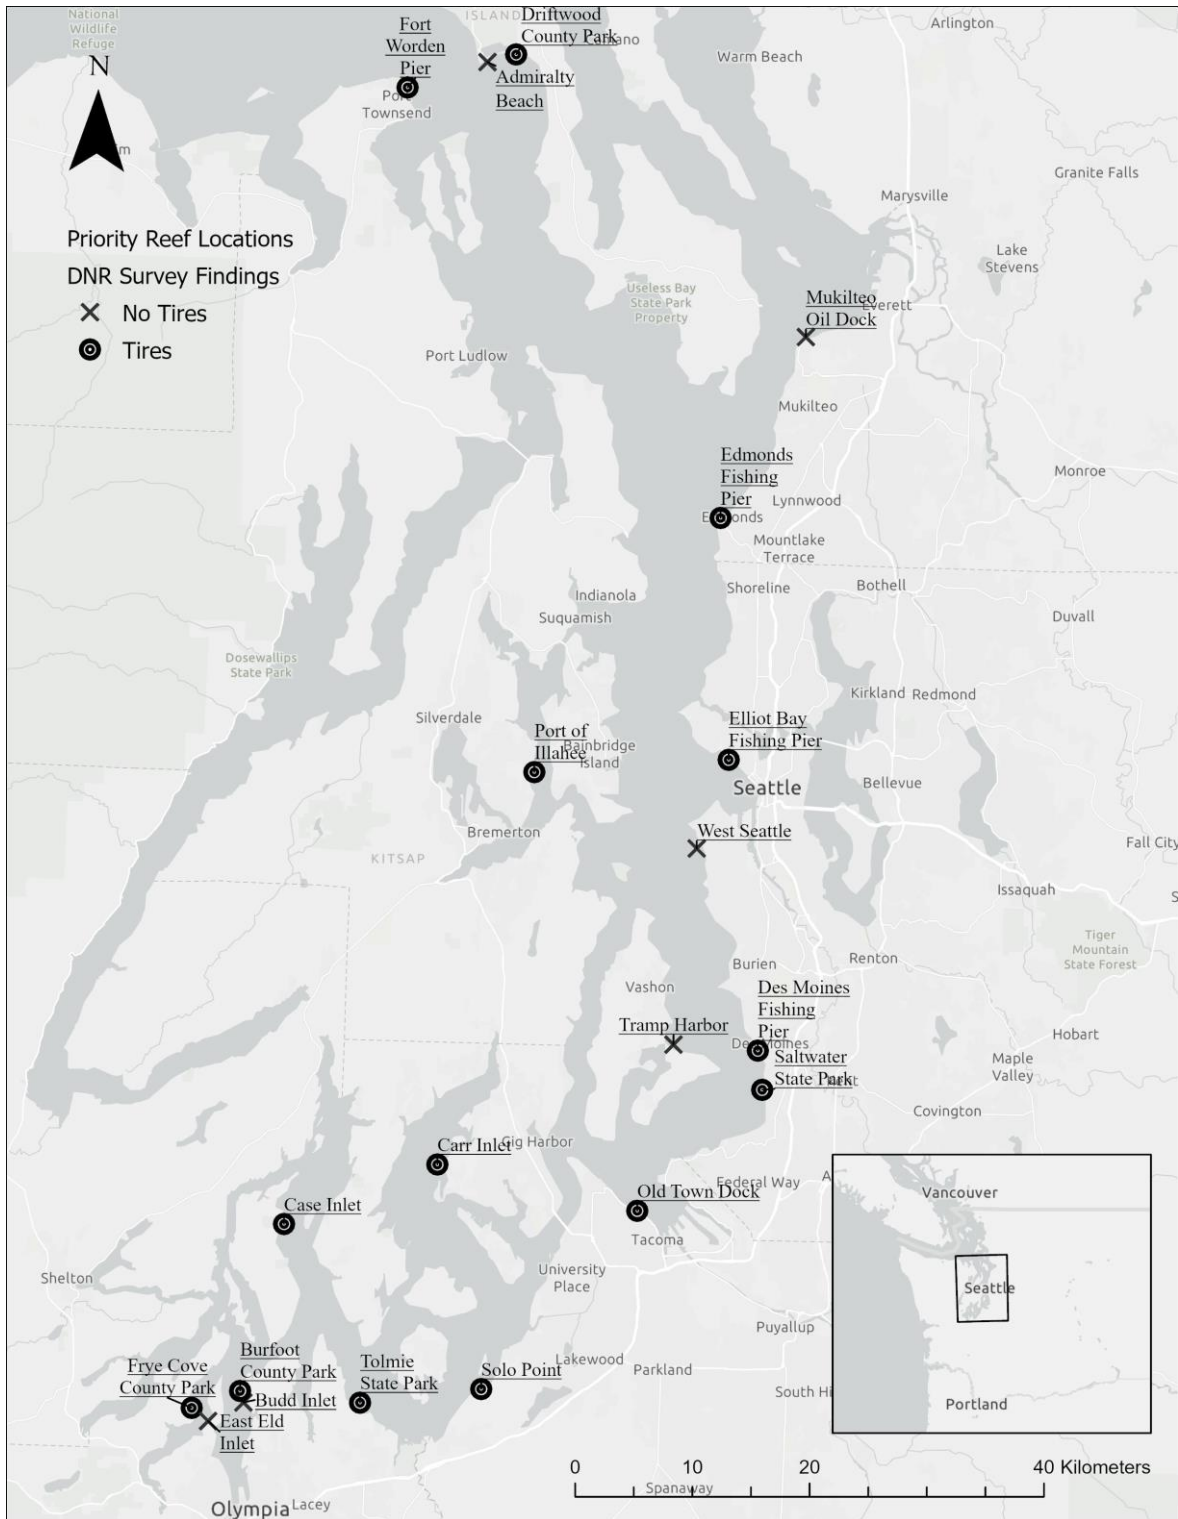 National
Wildlife
Refuge
ISLAND
Driftwood
County Park
Fort
Worden
Pier
Admiralty
Beach
Port
Townsend
Arlington
Warm Beach
N
Granite Falls
Marysville
Priority Reef Locations
DNR Survey Findings
No Tires
Tires
Lake
Stevens
Useless Bay
State Park
Property
Mukilteo
Oil Dock
Everett
Port Ludlow
Mukilteo
Edmonds
Fishing
Pier
Edmonds
Monroe
Lynnwood
Mountlake
Terrace
Shoreline
Bothell
Indianola
Suquamish
Duvall
Dosewallips
State Park
Kirkland
Redmond
Silverdale
Port of
Illahee
Bainbridge
Island
Elliot Bay
Fishing Pier
Seattle
Bellevue
Bremerton
West Seattle
KITSAP
Fall City
Issaquah
Tiger
Mountain
State Forest
Burien
Renton
Vashon
Des Moines
Fishing
Pier
Tramp Harbor
Des Moines
Hobart
Saltwater
State Park
Maple
Valley
Covington
Carr Inlet
Gig Harbor
Federal Way
Case Inlet
Old Town Dock
Tacoma
Vancouver
Seattle
Portland
Shelton
University
Place
Puyallup
Lakewood
Parkland
South Hi
Frye Cove
County Park
Burfoot
County Park
Budd Inlet
East Eld
Inlet
Tolmie
State Park
Solo Point
0 10 20 40 Kilometers
Spanaway
Olympia
Lacey